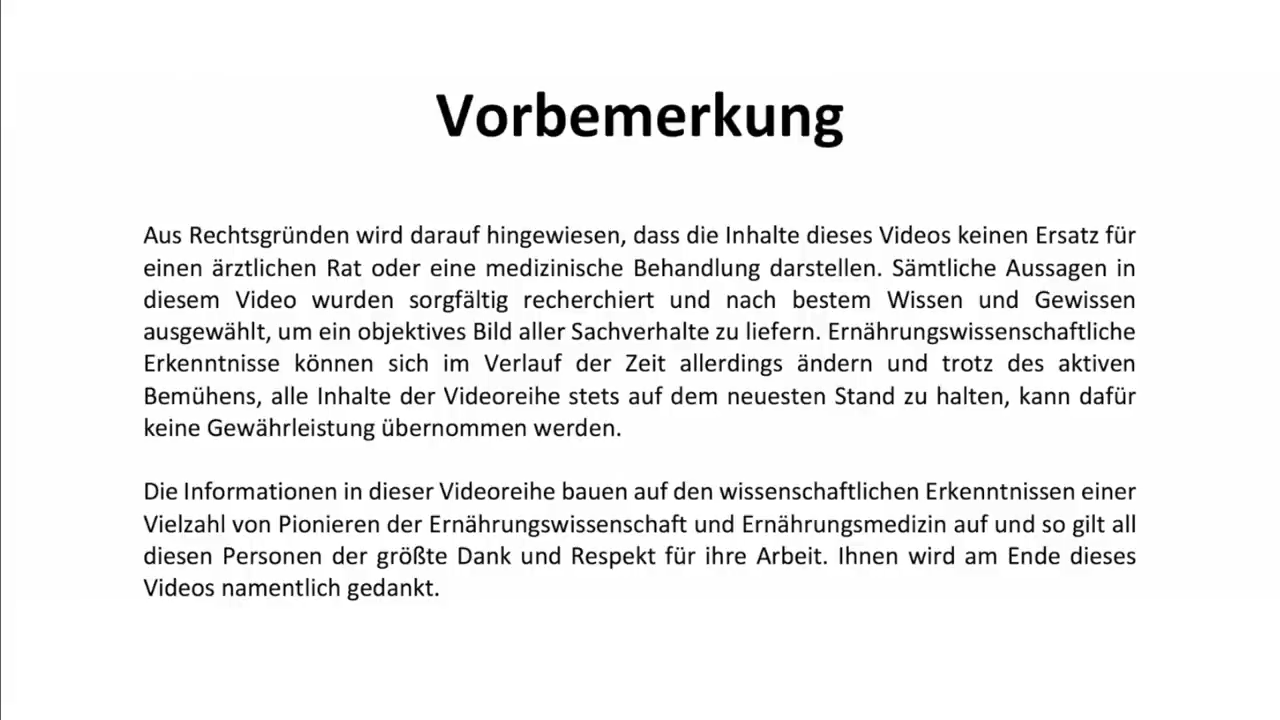 Vorbemerkung
Aus Rechtsgründen wird darauf hingewiesen, dass die Inhalte dieses Videos keinen Ersatz für
einen ärztlichen Rat oder eine medizinische Behandlung darstellen. Sämtliche Aussagen in
diesem Video wurden sorgfältig recherchiert und nach bestem Wissen und Gewissen
ausgewählt, um ein objektives Bild aller Sachverhalte zu liefern. Ernährungswissenschaftliche
Erkenntnisse können sich im Verlauf der Zeit allerdings ändern und trotz des aktiven
Bemühens, alle Inhalte der Videoreihe stets auf dem neuesten Stand zu halten, kann dafür
keine Gewährleistung übernommen werden.
Die Informationen in dieser Videoreihe bauen auf den wissenschaftlichen Erkenntnissen einer
Vielzahl von Pionieren der Ernährungswissenschaft und Ernährungsmedizin auf und so gilt all
diesen Personen der größte Dank und Respekt für ihre Arbeit. Ihnen wird am Ende dieses
Videos namentlich gedankt.